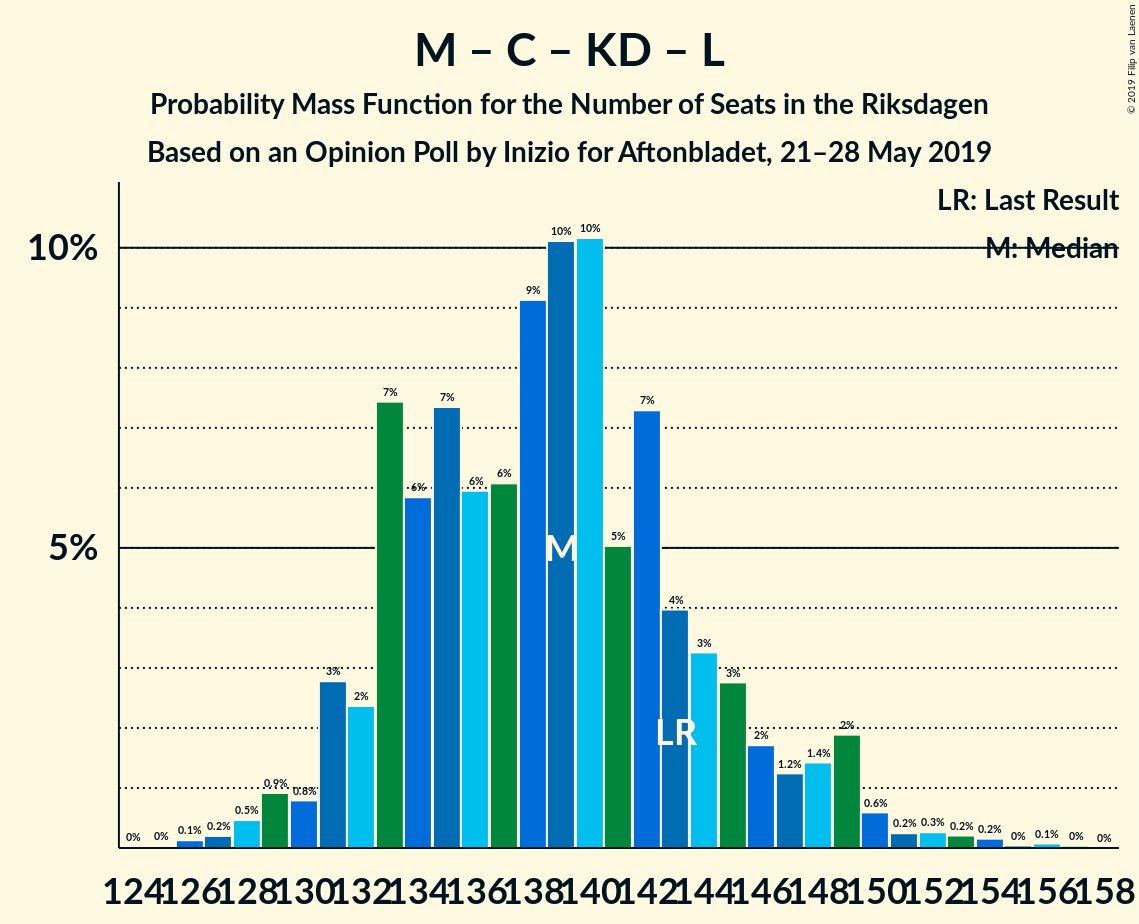 M – C – KD – L
Probability Mass Function for the Number of Seats in the Riksdagen
Based on an Opinion Poll by Inizio for Aftonbladet, 21–28 May 2019
© 2019 Filip van Laenen
LR: Last Result
M: Median
10%
5%
0% 0% 0.1% 0.2% 0.5% 0.9% 0.8% 3% 2% 7% 6% 7% 6% 6% 9% 10% 10% 5% 7% 4% 3% 3% 2% 1.2% 1.4% 2% 0.6% 0.2% 0.3% 0.2% 0.2% 0% 0.1% 0% 0%
M
LR
124 126 128 130 132 134 136 138 140 142 144 146 148 150 152 154 156 158